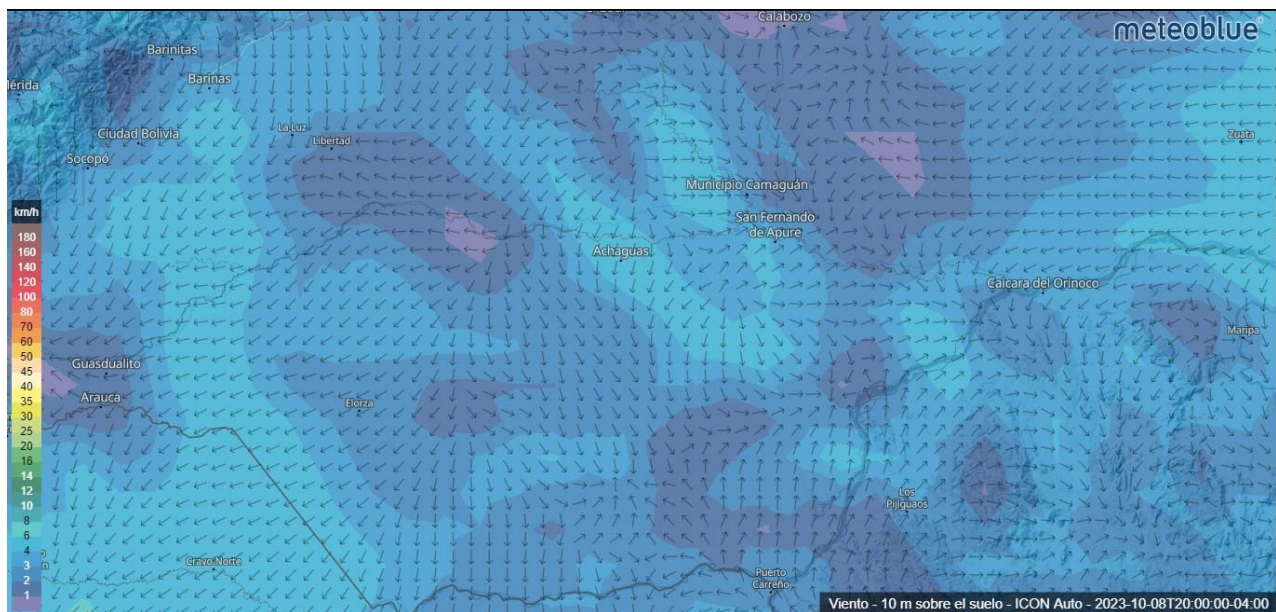 Calabozo
meteoblue
Barinitas
Mérida
Barinas
La Luz
Zuata
Ciudad Bolivia
Libertad
Socopó
Municipio Camaguán
km/h
San Fernando
de Apure
180
Achaguas
160
140
Caicara del Orinoco
120
100
80
70
Maripa
60
50
Guasdualito
45
40
Arauca
35
Elorza
30
25
20
16
14
Los
Pijiguaos
12
10
8
6
4
Cravo Norte
3
Puerto
Carreño
2
1
Viento - 10 m sobre el suelo - ICON Auto - 2023-10-08T20:00:00-04:00